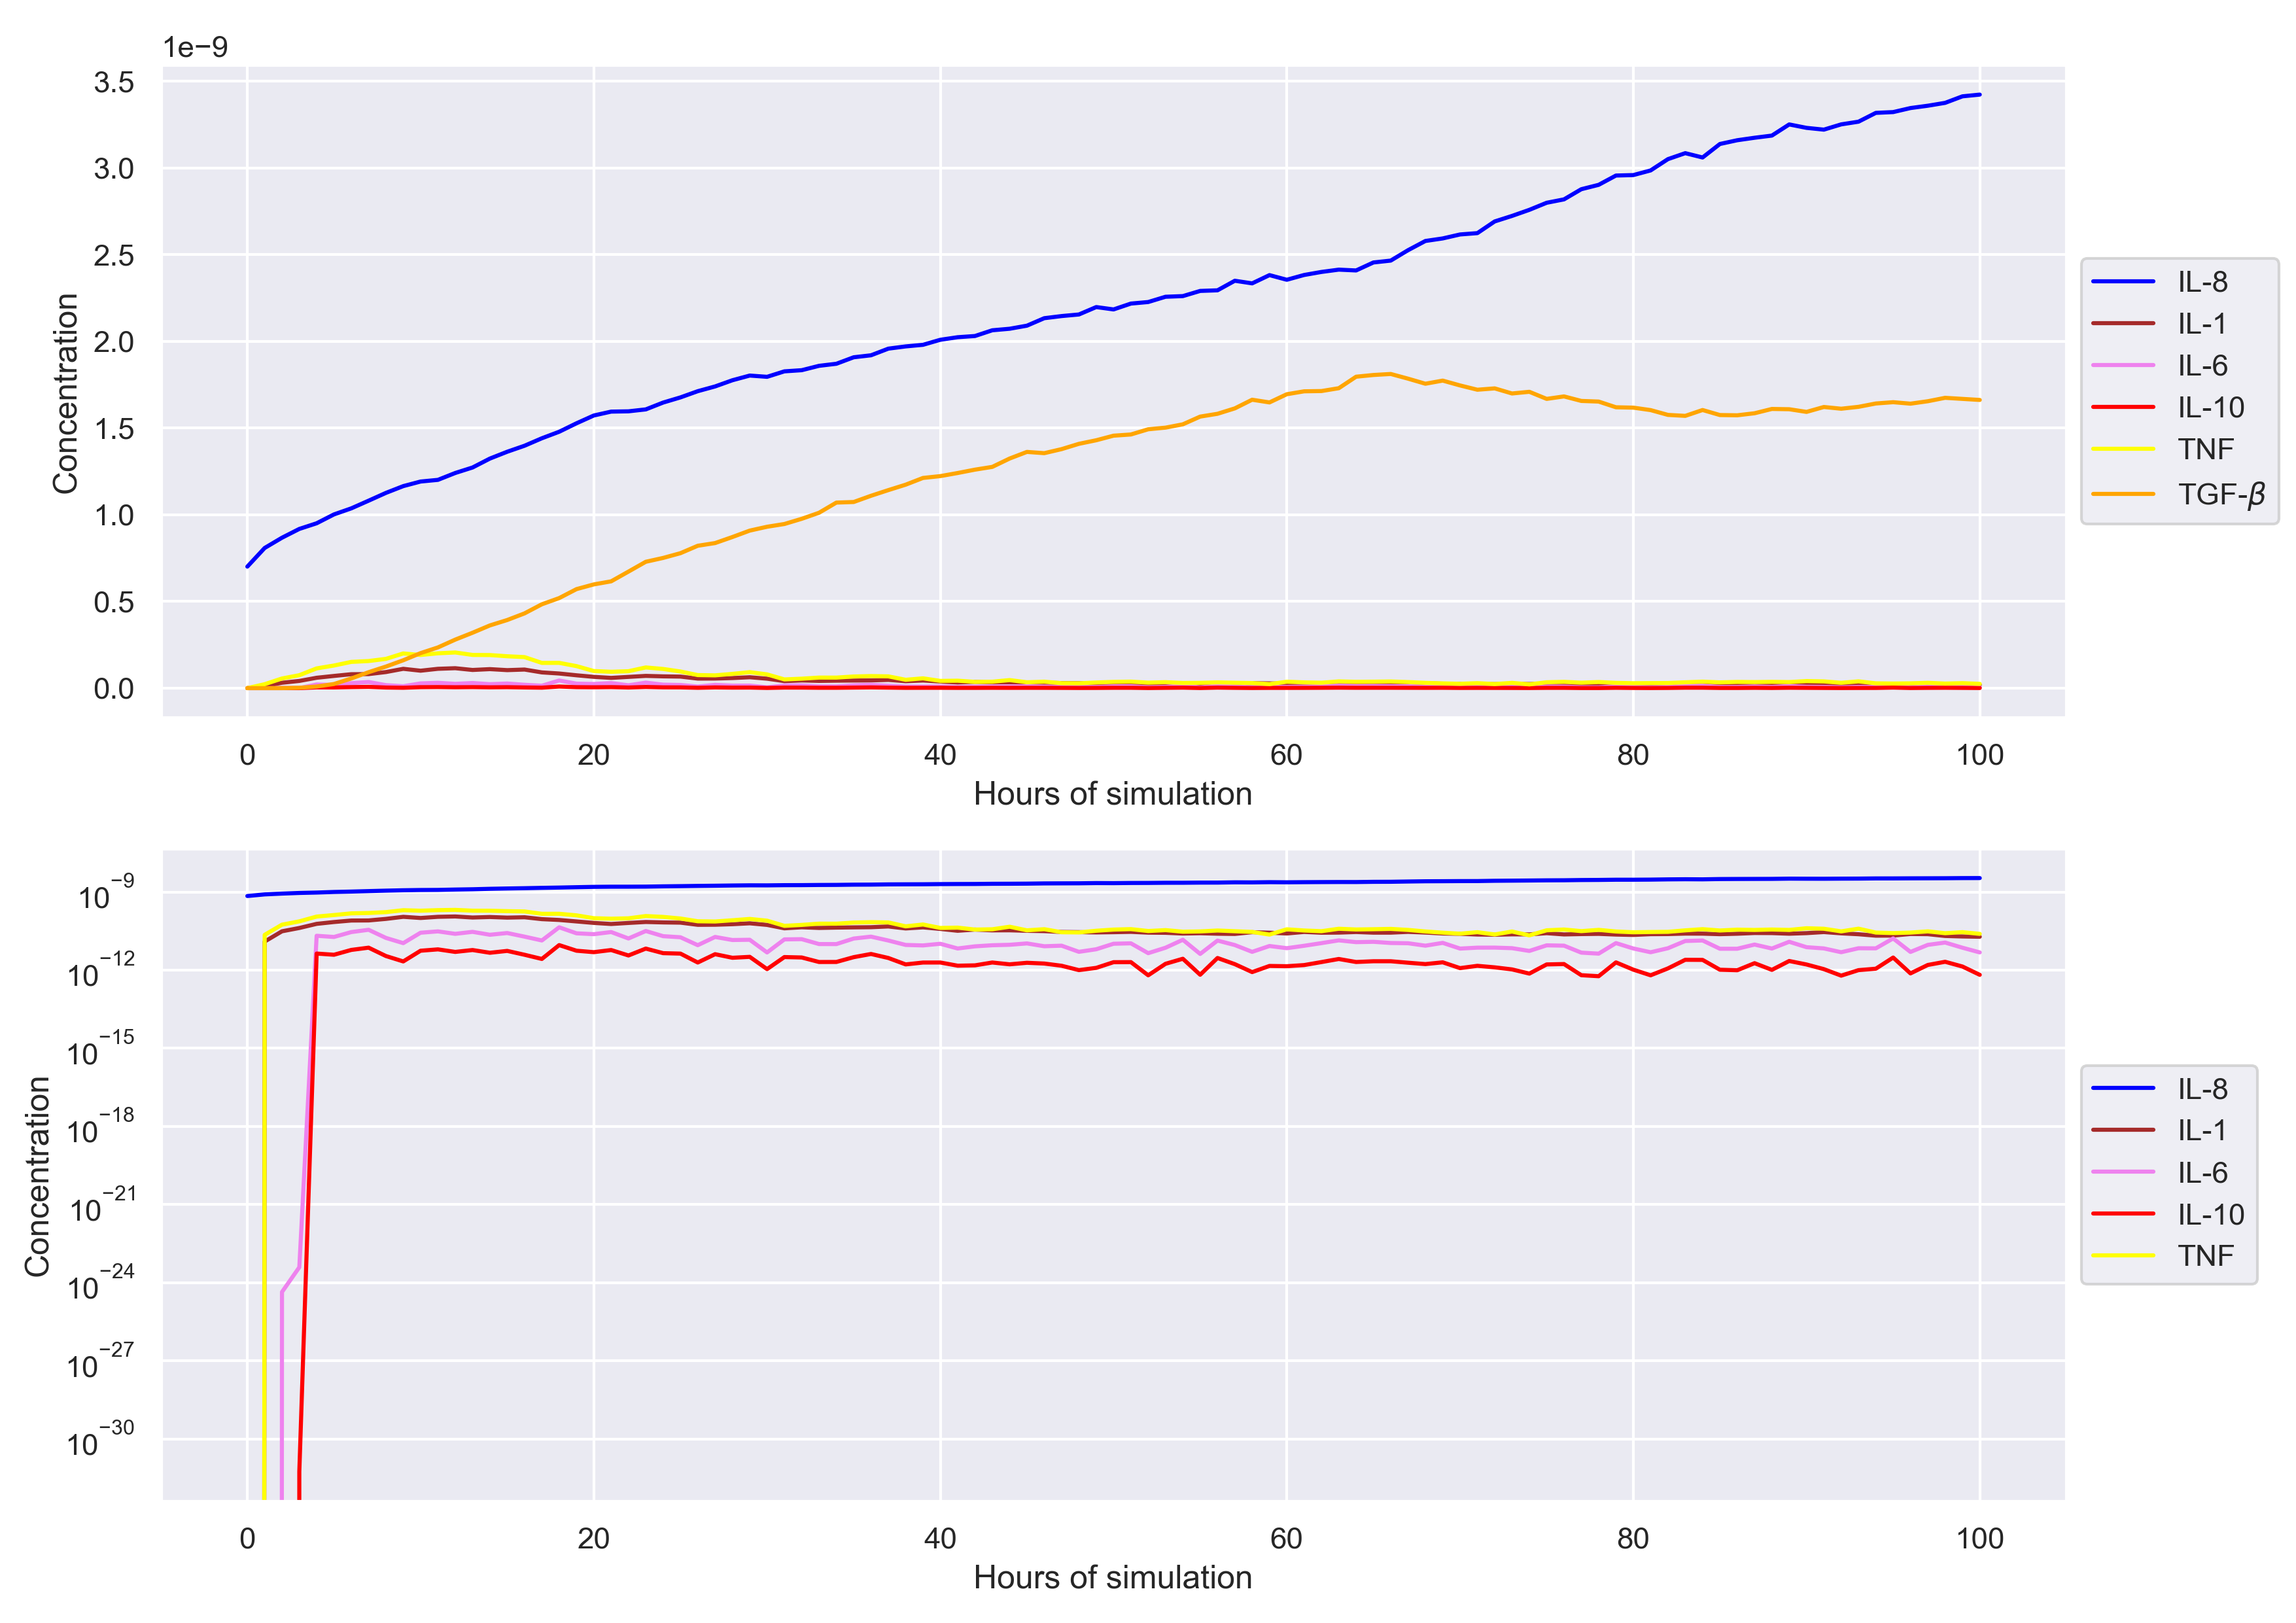 1e−9
3.5
3.0
2.5
2.0
1.5
1.0
0.5
0.0
Concentration
0 20 40 60 80 100
Hours of simulation
IL-8
IL-1
IL-6
IL-10
TNF
TGF-β
10⁻⁹
10⁻¹²
10⁻¹⁵
10⁻¹⁸
10⁻²¹
10⁻²⁴
10⁻²⁷
10⁻³⁰
Concentration
0 20 40 60 80 100
Hours of simulation
IL-8
IL-1
IL-6
IL-10
TNF